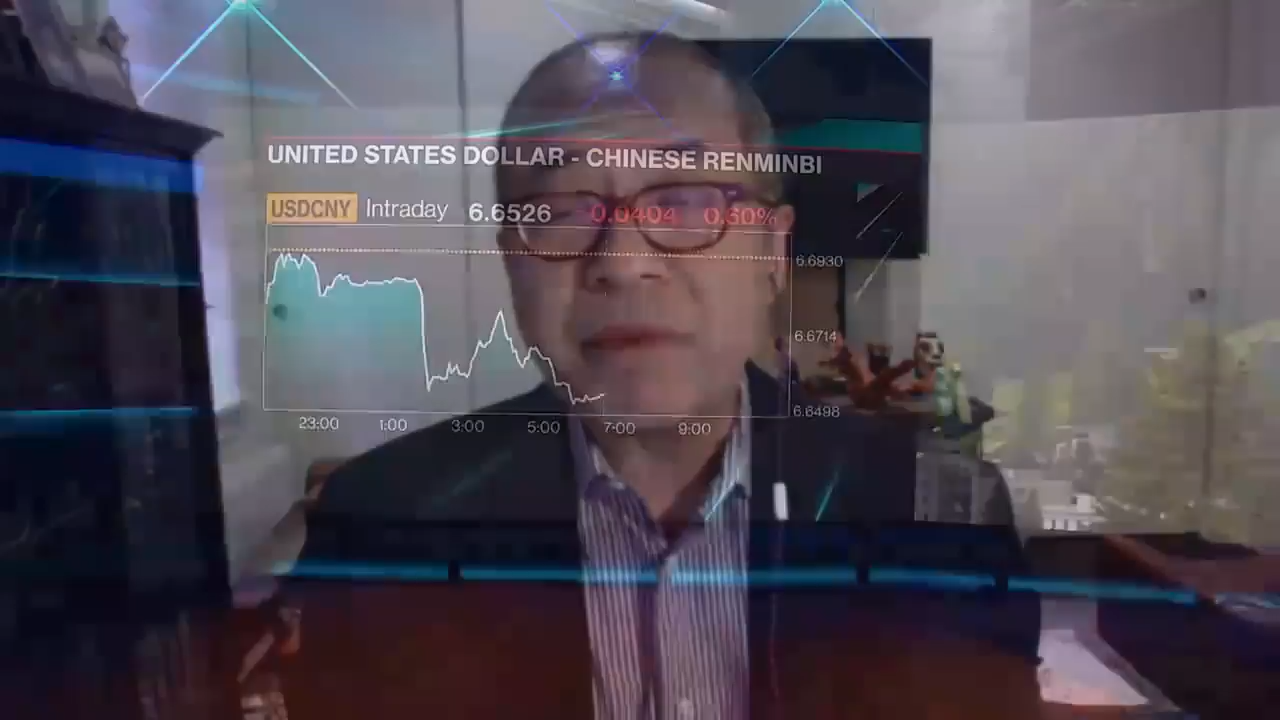 UNITED STATES DOLLAR - CHINESE RENMINBI
USDCNY Intraday 6.6526 -0.0404 0.60%
6.6930
6.6714
6.6498
23:00 1:00 3:00 5:00 7:00 9:00